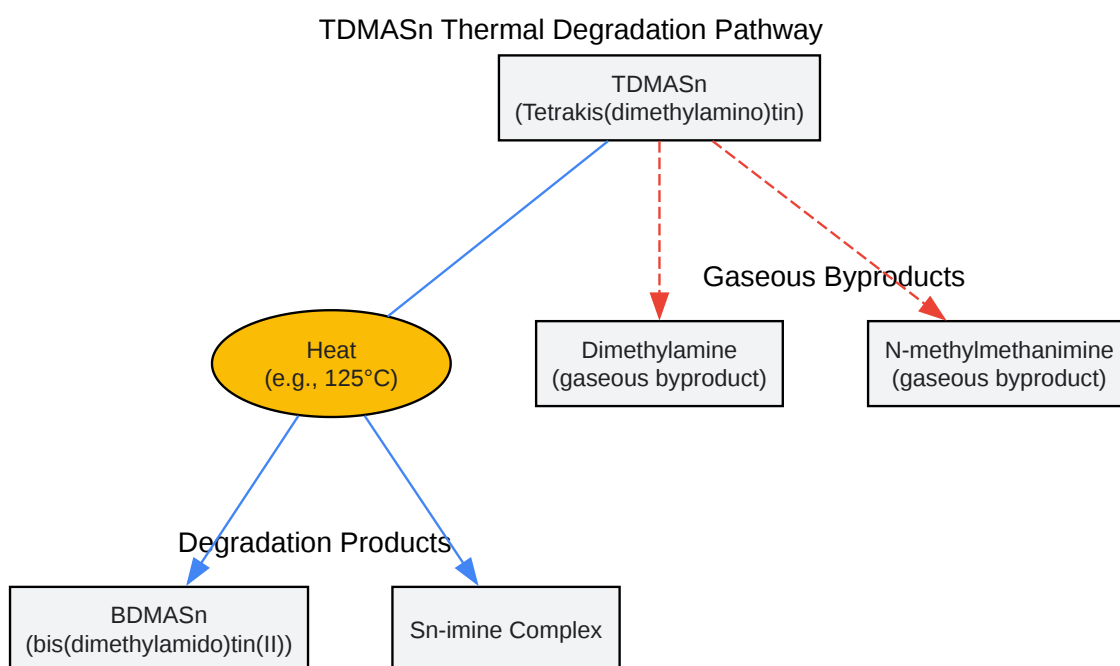 TDMASn Thermal Degradation Pathway
TDMASn
(Tetrakis(dimethylamino)tin)
Gaseous Byproducts
Heat
(e.g., 125°C)
Dimethylamine
(gaseous byproduct)
N-methylmethanimine
(gaseous byproduct)
Degradation Products
BDMASn
(bis(dimethylamido)tin(II))
Sn-imine Complex